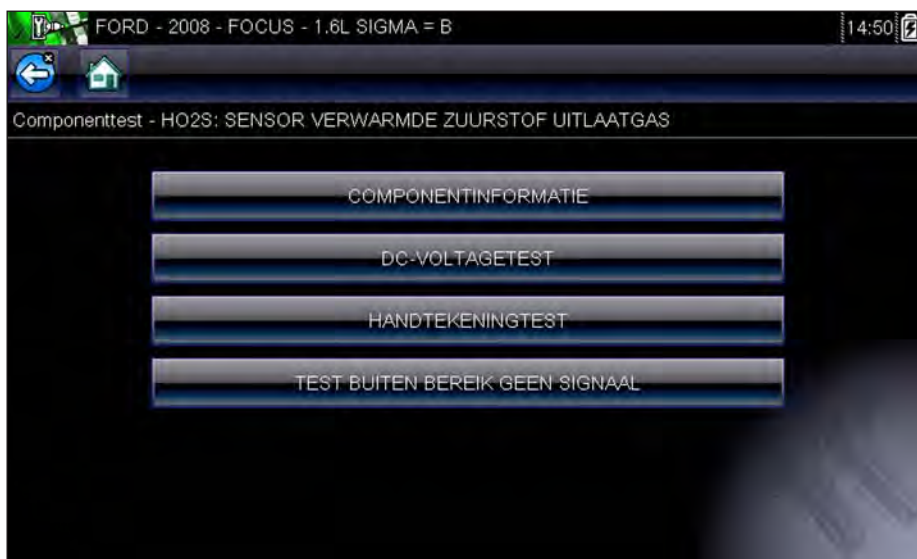 FORD - 2008 - FOCUS - 1.6L SIGMA = B 14:50
Componenttest - HO2S: SENSOR VERWARMDE ZUURSTOF UITLAATGAS
COMPONENTINFORMATIE
DC-VOLTAGETEST
HANDTEKENINGTEST
TEST BUITEN BEREIK GEEN SIGNAAL